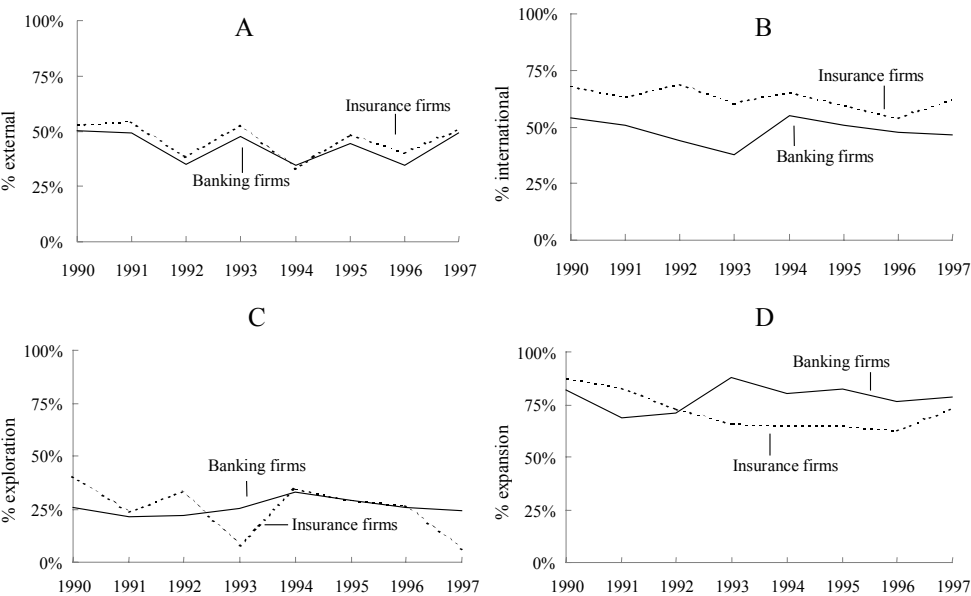 A
% external
100%
75%
50%
25%
0%
Insurance firms
Banking firms
1990 1991 1992 1993 1994 1995 1996 1997
B
% international
100%
75%
50%
25%
0%
Insurance firms
Banking firms
1990 1991 1992 1993 1994 1995 1996 1997
C
% exploration
100%
75%
50%
25%
0%
Banking firms
Insurance firms
1990 1991 1992 1993 1994 1995 1996 1997
D
% expansion
100%
75%
50%
25%
0%
Banking firms
Insurance firms
1990 1991 1992 1993 1994 1995 1996 1997